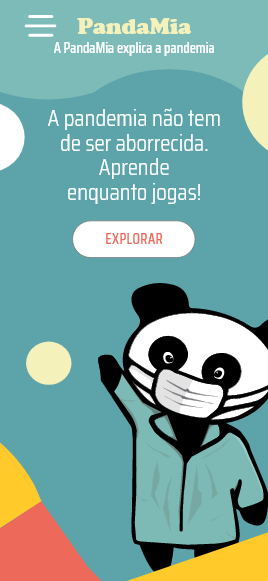 PandaMia
A PandaMia explica a pandemia
A pandemia não tem
de ser aborrecida.
Aprende
enquanto jogas!
EXPLORAR